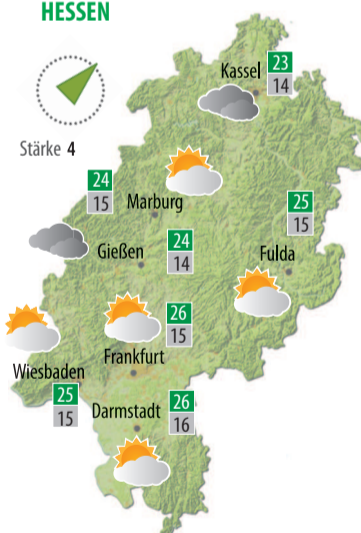 HESSEN
Kassel 23
14
Stärke 4
24
15
Marburg
25
15
Gießen 24
14
Fulda
26
15
Frankfurt
Wiesbaden
25
15
Darmstadt 26
16